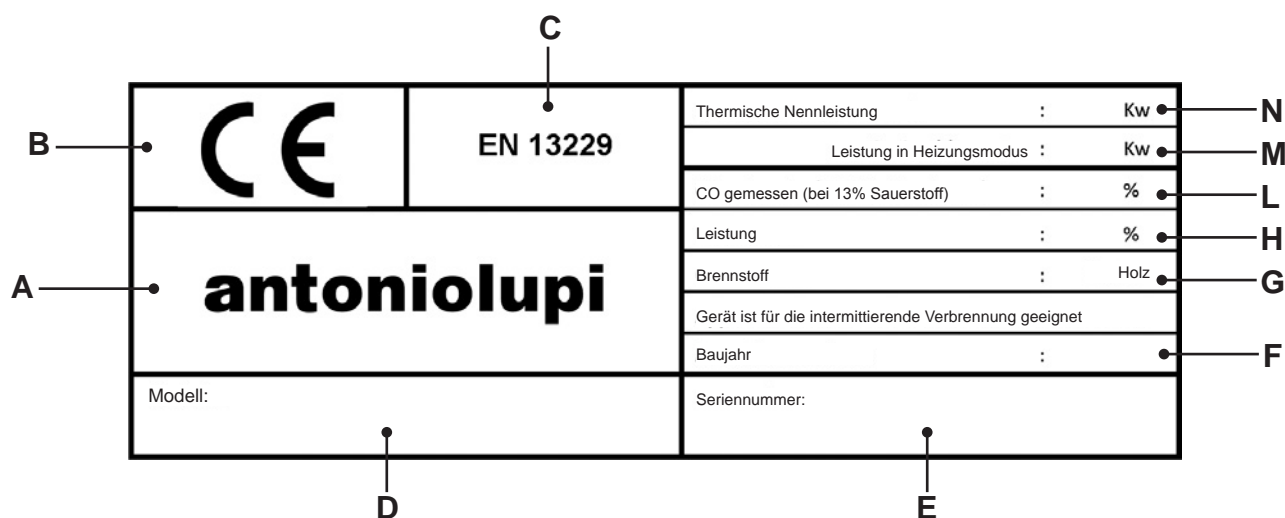 C
B
CE
EN 13229
Thermische Nennleistung : Kw
N
Leistung in Heizungsmodus : Kw
M
CO gemessen (bei 13% Sauerstoff) : %
L
Leistung : %
H
A
antoniolupi
Brennstoff : Holz
G
Gerät ist für die intermittierende Verbrennung geeignet
Baujahr :
F
Modell:
Seriennummer:
D
E